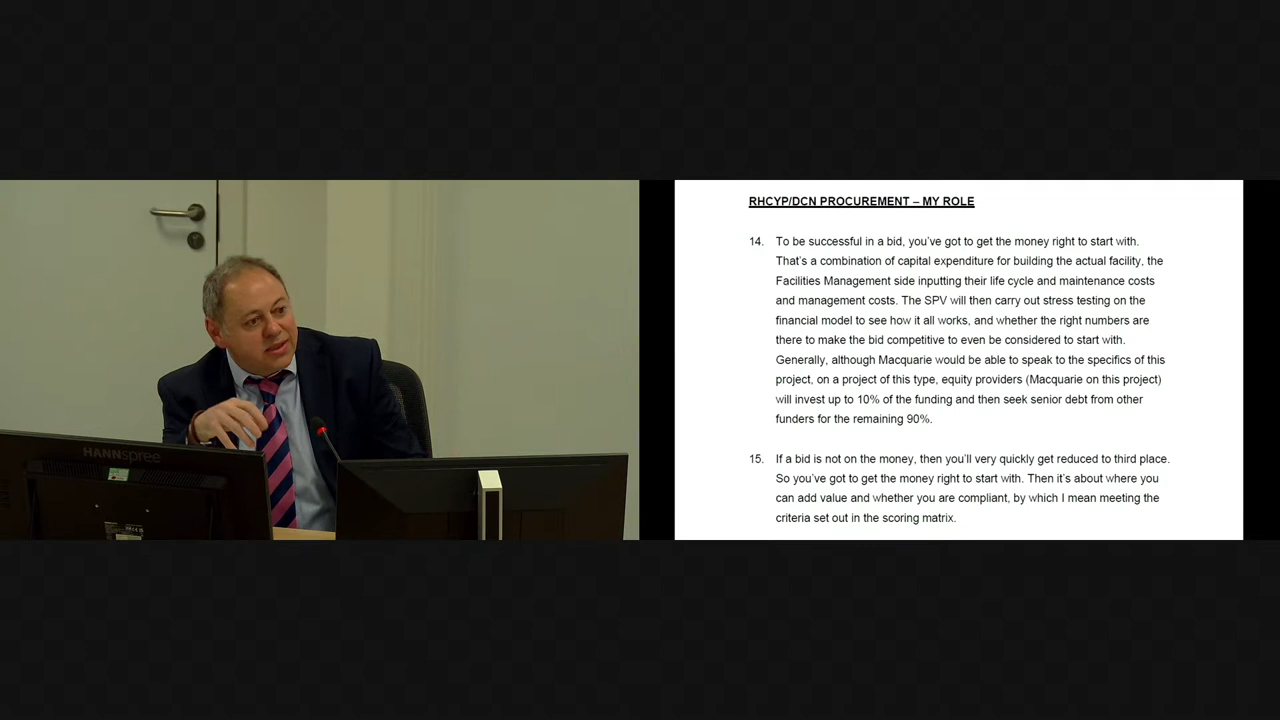 HANNspree
RHCYP/DCN PROCUREMENT – MY ROLE
14. To be successful in a bid, you've got to get the money right to start with.
That's a combination of capital expenditure for building the actual facility, the
Facilities Management side inputting their life cycle and maintenance costs
and management costs. The SPV will then carry out stress testing on the
financial model to see how it all works, and whether the right numbers are
there to make the bid competitive to even be considered to start with.
Generally, although Macquarie would be able to speak to the specifics of this
project, on a project of this type, equity providers (Macquarie on this project)
will invest up to 10% of the funding and then seek senior debt from other
funders for the remaining 90%.
15. If a bid is not on the money, then you'll very quickly get reduced to third place.
So you've got to get the money right to start with. Then it's about where you
can add value and whether you are compliant, by which I mean meeting the
criteria set out in the scoring matrix.